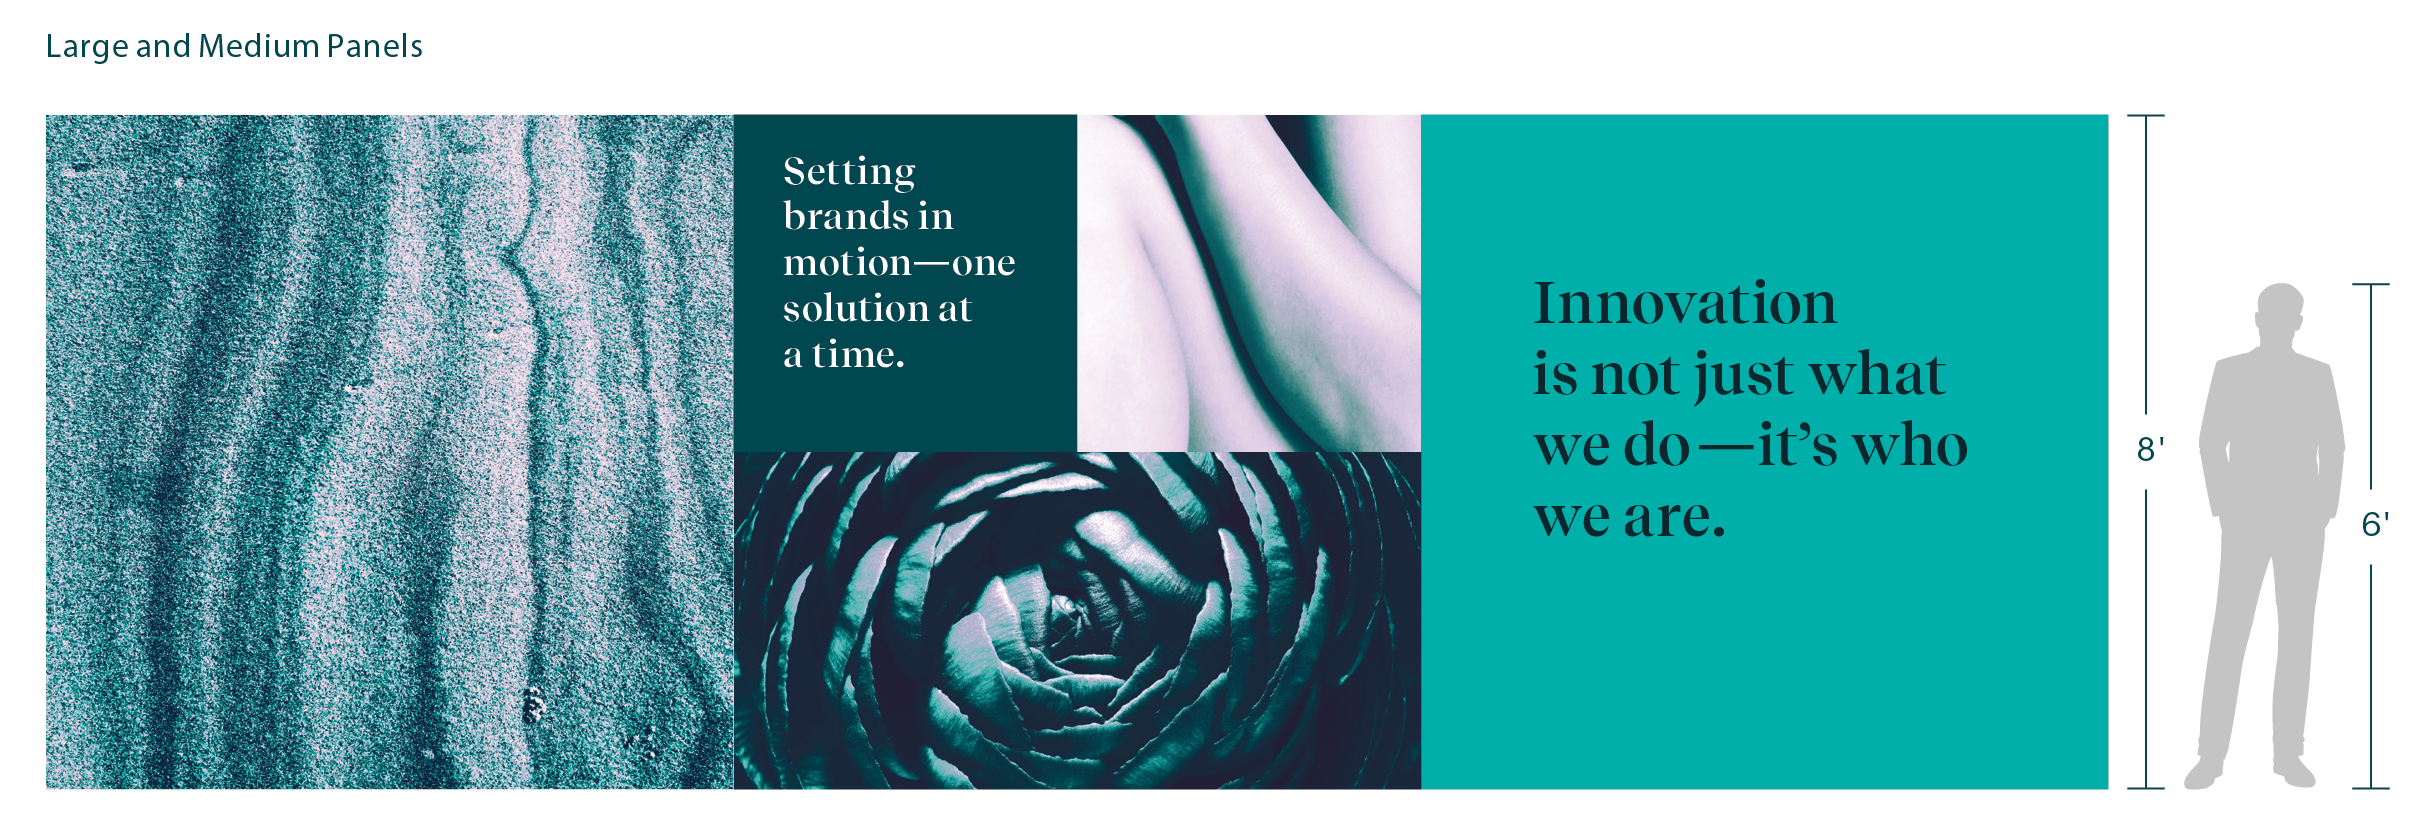 Large and Medium Panels
Setting
brands in
motion—one
solution at
a time.
Innovation
is not just what
we do—it’s who
we are.
8'
6'